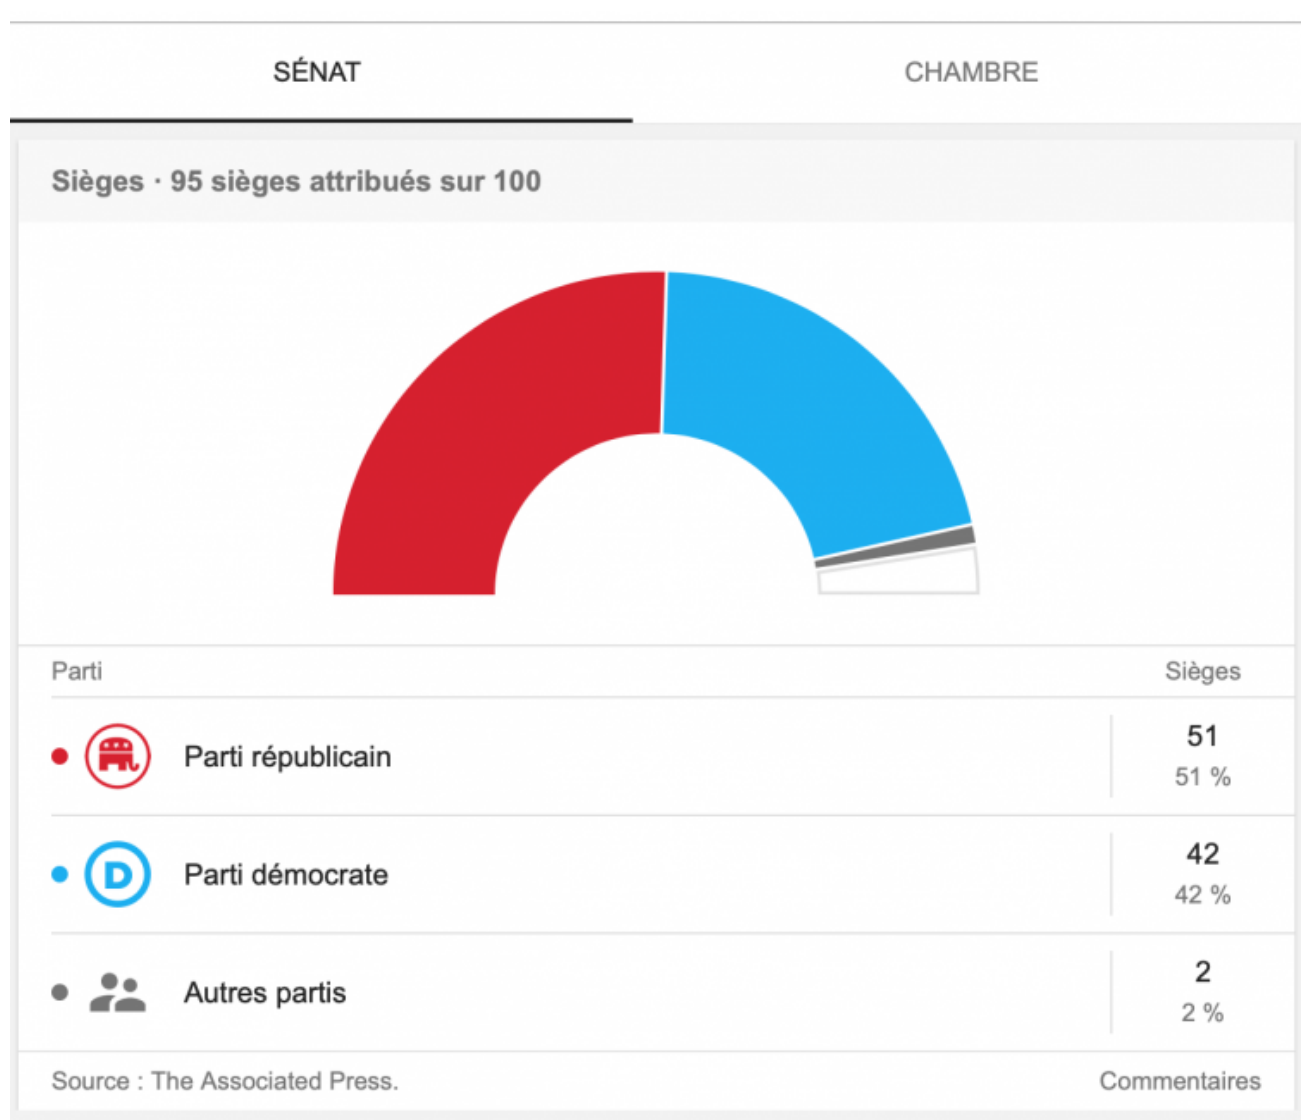 SÉNAT
CHAMBRE
Sièges · 95 sièges attribués sur 100
Parti
Sièges
Parti républicain
51
51 %
D
Parti démocrate
42
42 %
Autres partis
2
2 %
Source : The Associated Press.
Commentaires